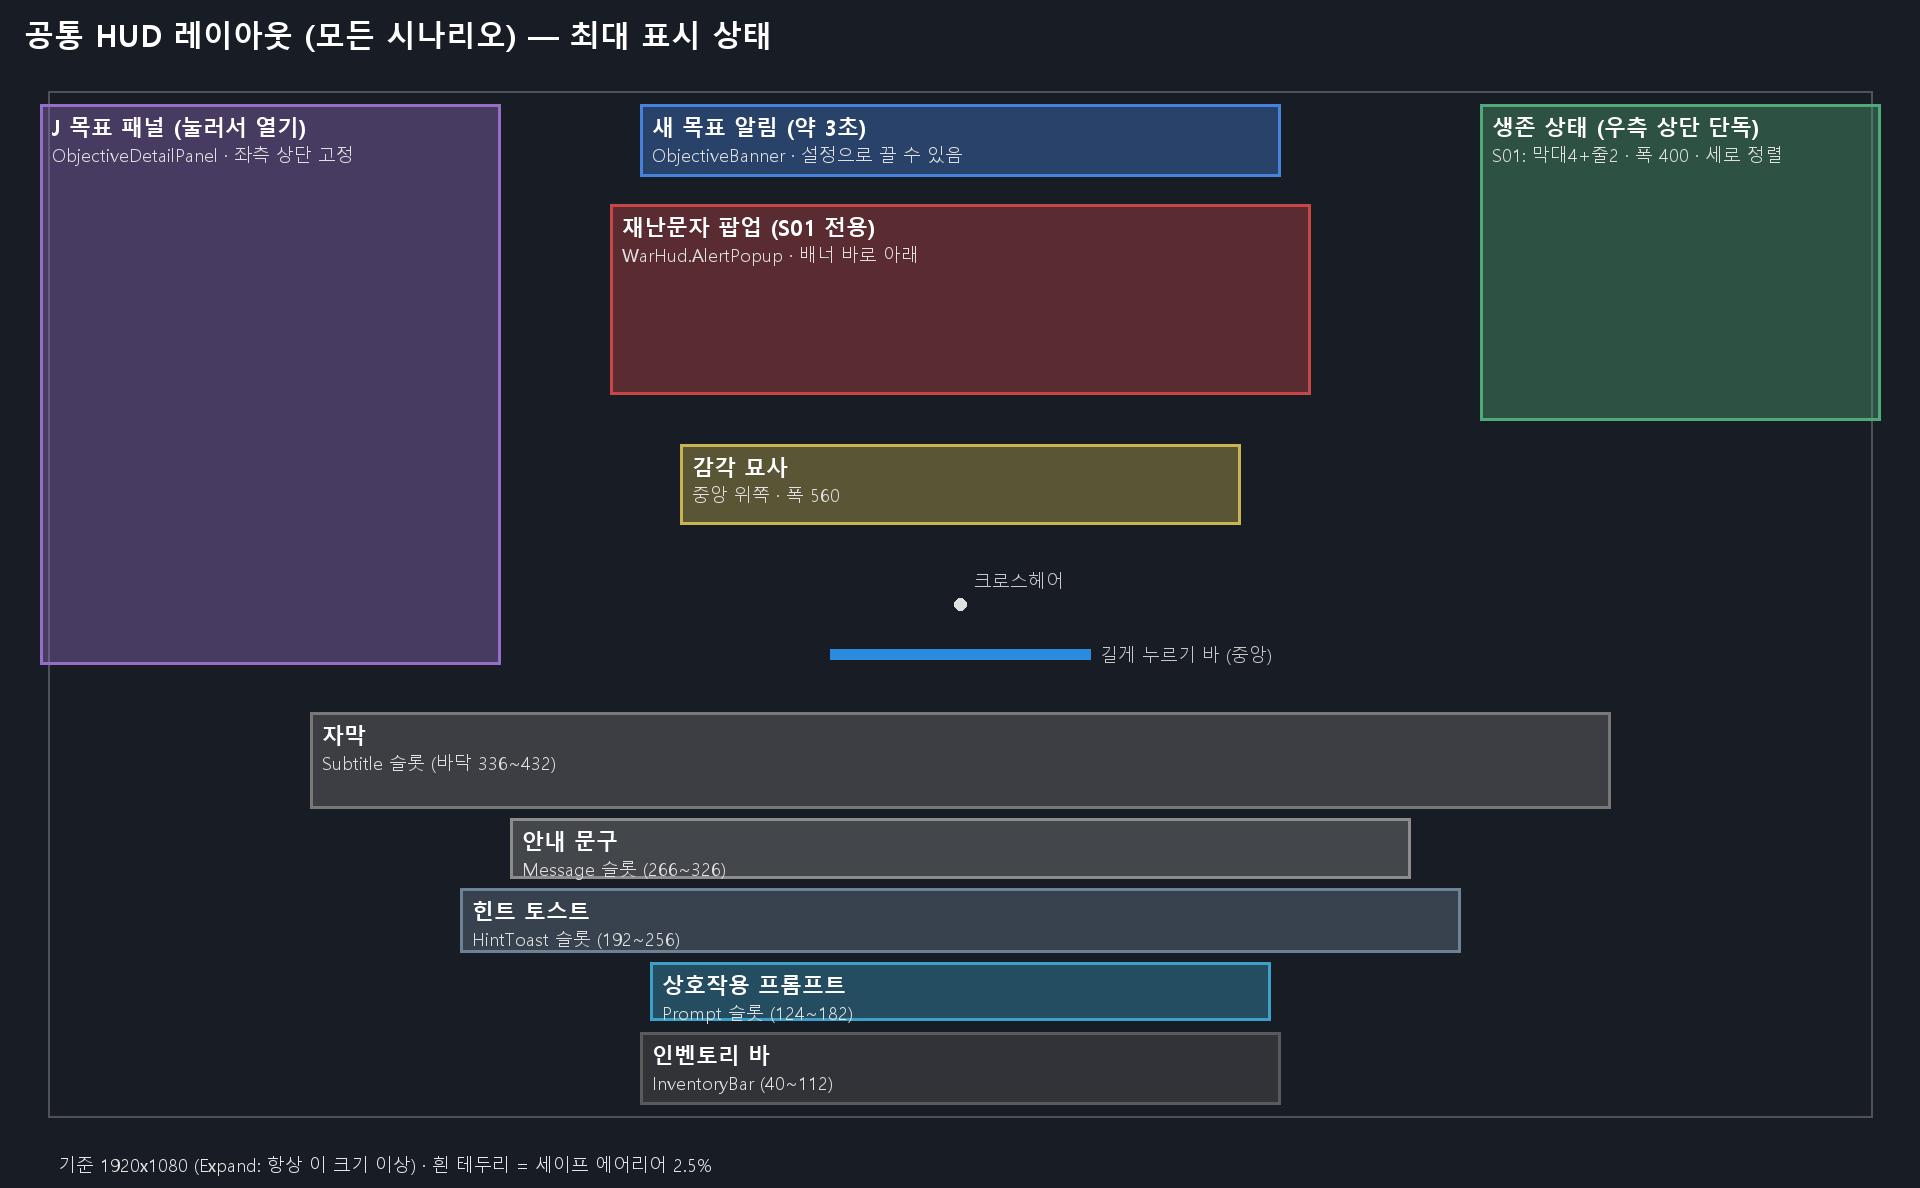 공통 HUD 레이아웃 (모든 시나리오) — 최대 표시 상태
J 목표 패널 (눌러서 열기)
ObjectiveDetailPanel · 좌측 상단 고정
새 목표 알림 (약 3초)
ObjectiveBanner · 설정으로 끌 수 있음
생존 상태 (우측 상단 단독)
S01: 막대4+줄2 · 폭 400 · 세로 정렬
재난문자 팝업 (S01 전용)
WarHud.AlertPopup · 배너 바로 아래
감각 묘사
중앙 위쪽 · 폭 560
크로스헤어
길게 누르기 바 (중앙)
자막
Subtitle 슬롯 (바닥 336~432)
안내 문구
Message 슬롯 (266~326)
힌트 토스트
HintToast 슬롯 (192~256)
상호작용 프롬프트
Prompt 슬롯 (124~182)
인벤토리 바
InventoryBar (40~112)
기준 1920x1080 (Expand: 항상 이 크기 이상) · 흰 테두리 = 세이프 에어리어 2.5%